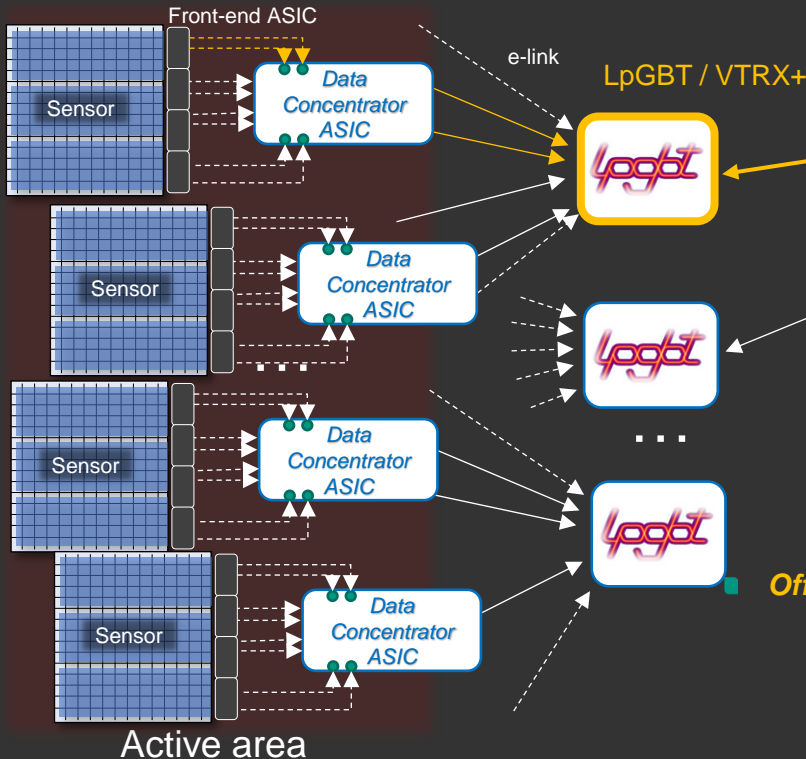 Front-end ASIC
e-link
LpGBT / VTRX+
Sensor
Data
Concentrator
ASIC
lpgbt
Sensor
Data
Concentrator
ASIC
lpgbt
. . .
. . .
Sensor
Data
Concentrator
ASIC
lpgbt
Off
Sensor
Data
Concentrator
ASIC
Active area